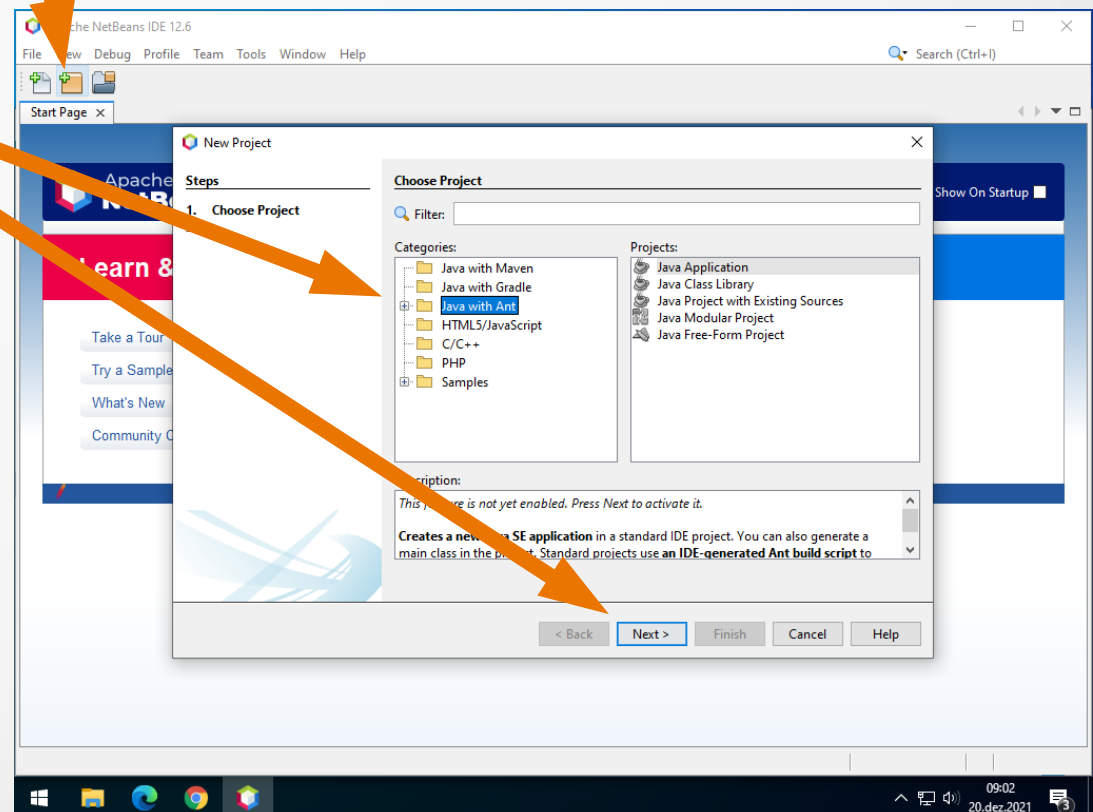 che NetBeans IDE 12.6
File ew Debug Profile Team Tools Window Help
Search (Ctrl+I)
Start Page
New Project
Apache
Show On Startup
Steps
1. Choose Project
Choose Project
Filter:
Categories:
Projects:
Java with Maven
Java with Gradle
Java with Ant
HTML5/JavaScript
C/C++
PHP
Samples
Java Application
Java Class Library
Java Project with Existing Sources
Java Modular Project
Java Free-Form Project
earn &
Take a Tour
Try a Sample
What's New
Community
cription:
This re is not yet enabled. Press Next to activate it.
Creates a new SE application in a standard IDE project. You can also generate a
main class in the Standard projects use an IDE-generated Ant build script to
< Back Next > Finish Cancel Help
09:02
20.dez.2021
3